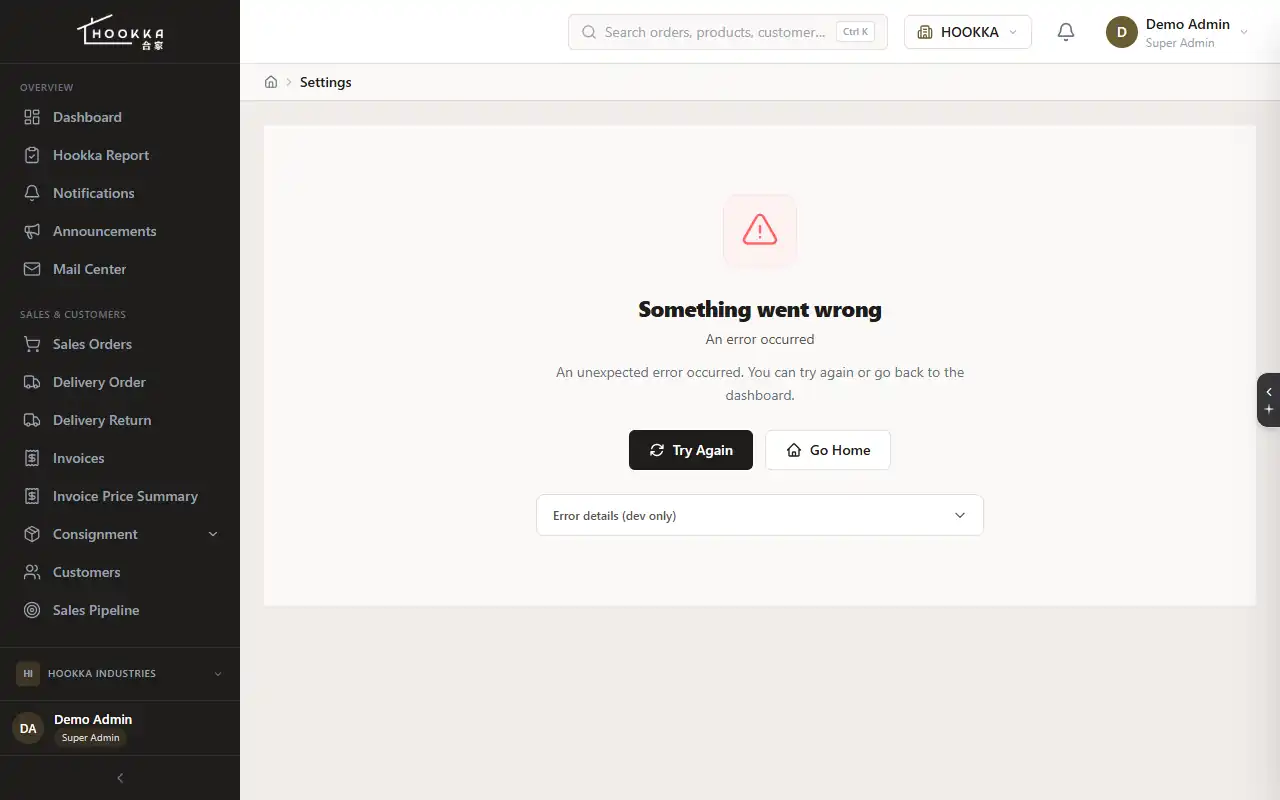 HOOKKA
合家
Search orders, products, customer...
Ctrl K
HOOKKA
D
Demo Admin
Super Admin
Settings
OVERVIEW
Dashboard
Hookka Report
Notifications
Announcements
Mail Center
SALES & CUSTOMERS
Sales Orders
Delivery Order
Delivery Return
Invoices
Invoice Price Summary
Consignment
Customers
Sales Pipeline
HI
HOOKKA INDUSTRIES
DA
Demo Admin
Super Admin
Something went wrong
An error occurred
An unexpected error occurred. You can try again or go back to the
dashboard.
Try Again
Go Home
Error details (dev only)